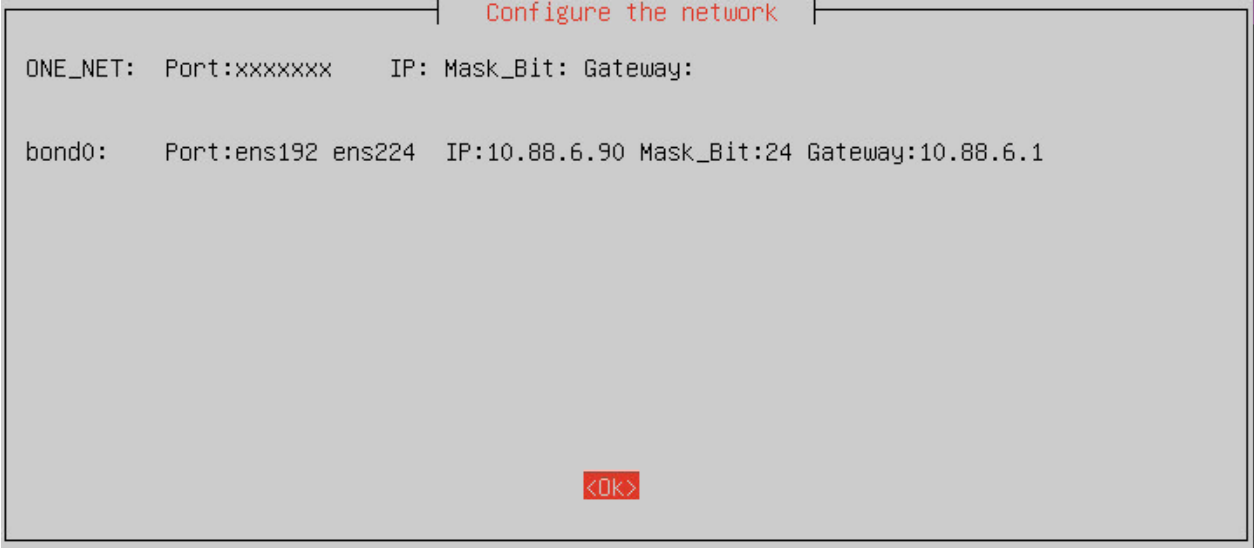 Configure the network
ONE_NET: Port:xxxxxxx IP: Mask_Bit: Gateway:
bond0: Port:ens192 ens224 IP:10.88.6.90 Mask_Bit:24 Gateway:10.88.6.1
<Ok>